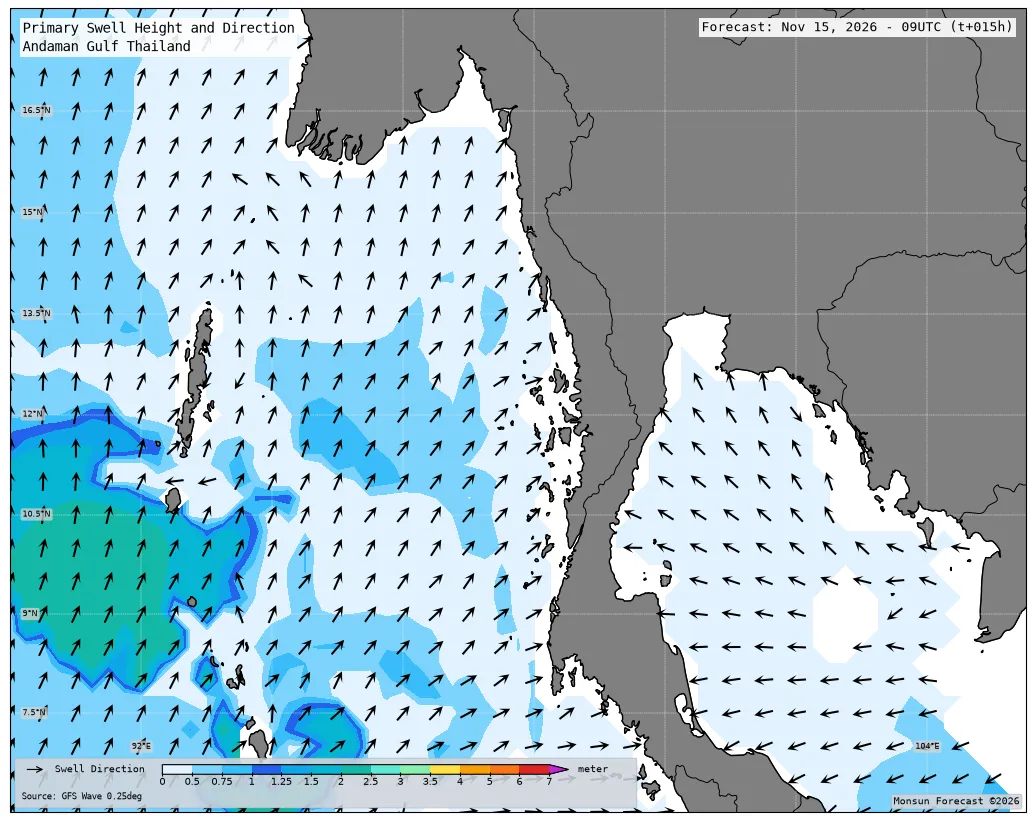 Primary Swell Height and Direction
Andaman Gulf Thailand
Forecast: Nov 15, 2026 - 09UTC (t+015h)
16.5°N
15°N
13.5°N
12°N
10.5°N
9°N
7.5°N
92°E
104°E
Swell Direction
meter
0 0.5 0.75 1 1.25 1.5 2 2.5 3 3.5 4 5 6 7
Source: GFS Wave 0.25deg
Monsun Forecast ©2026